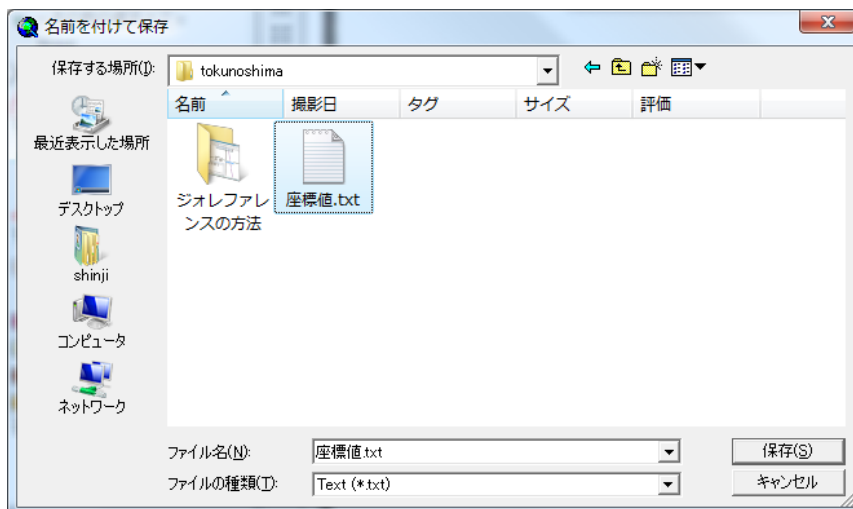 名前を付けて保存
保存する場所(I):
tokunoshima
名前
撮影日
タグ
サイズ
評価
最近表示した場所
デスクトップ
shinji
コンピュータ
ネットワーク
ジオレファレ
ンスの方法
座標値.txt
ファイル名(N):
座標値.txt
保存(S)
ファイルの種類(T):
Text (*.txt)
キャンセル